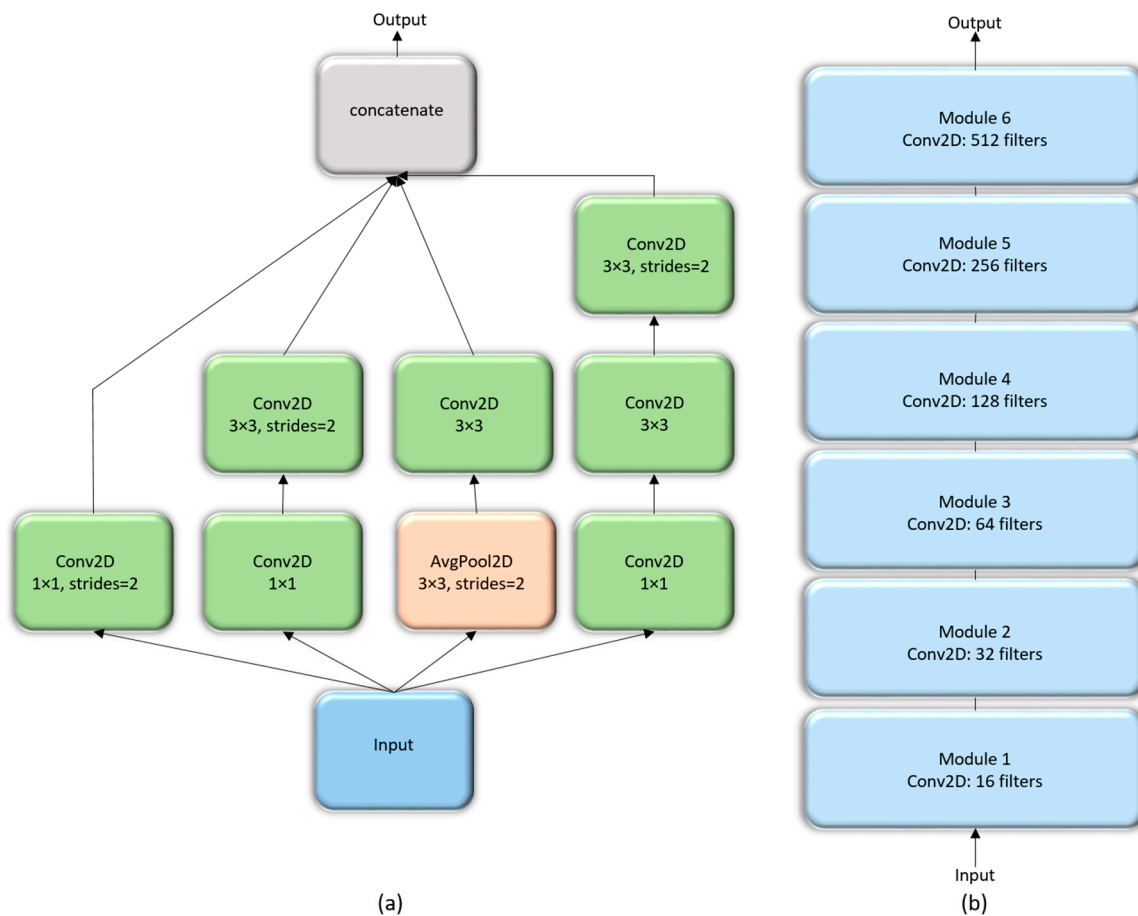 Output
concatenate
Conv2D
3×3, strides=2
Conv2D
3×3, strides=2
Conv2D
3×3
Conv2D
3×3
Conv2D
1×1, strides=2
Conv2D
1×1
AvgPool2D
3×3, strides=2
Conv2D
1×1
Input
(a)
Output
Module 6
Conv2D: 512 filters
Module 5
Conv2D: 256 filters
Module 4
Conv2D: 128 filters
Module 3
Conv2D: 64 filters
Module 2
Conv2D: 32 filters
Module 1
Conv2D: 16 filters
Input
(b)